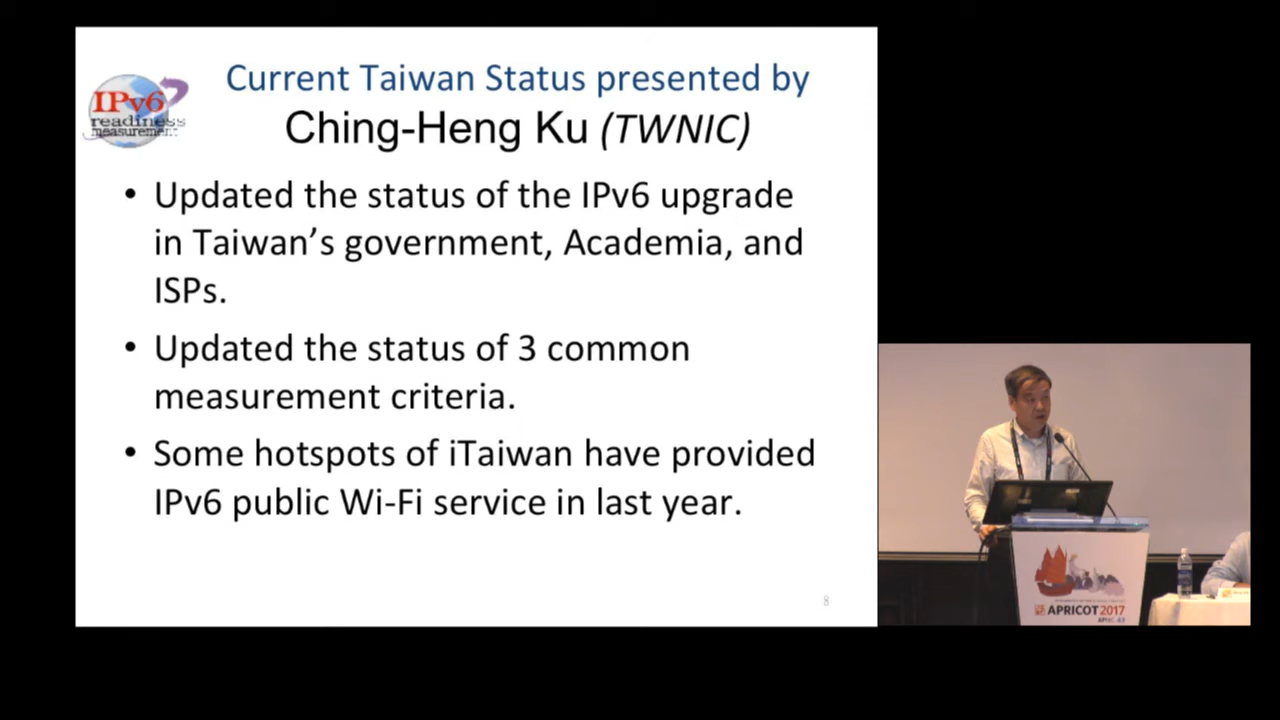 IPv6
readiness
measurement
Current Taiwan Status presented by
Ching-Heng Ku (TWNIC)
• Updated the status of the IPv6 upgrade
in Taiwan’s government, Academia, and
ISPs.
• Updated the status of 3 common
measurement criteria.
• Some hotspots of iTaiwan have provided
IPv6 public Wi-Fi service in last year.
8
APRICOT 2017
APNIC 43